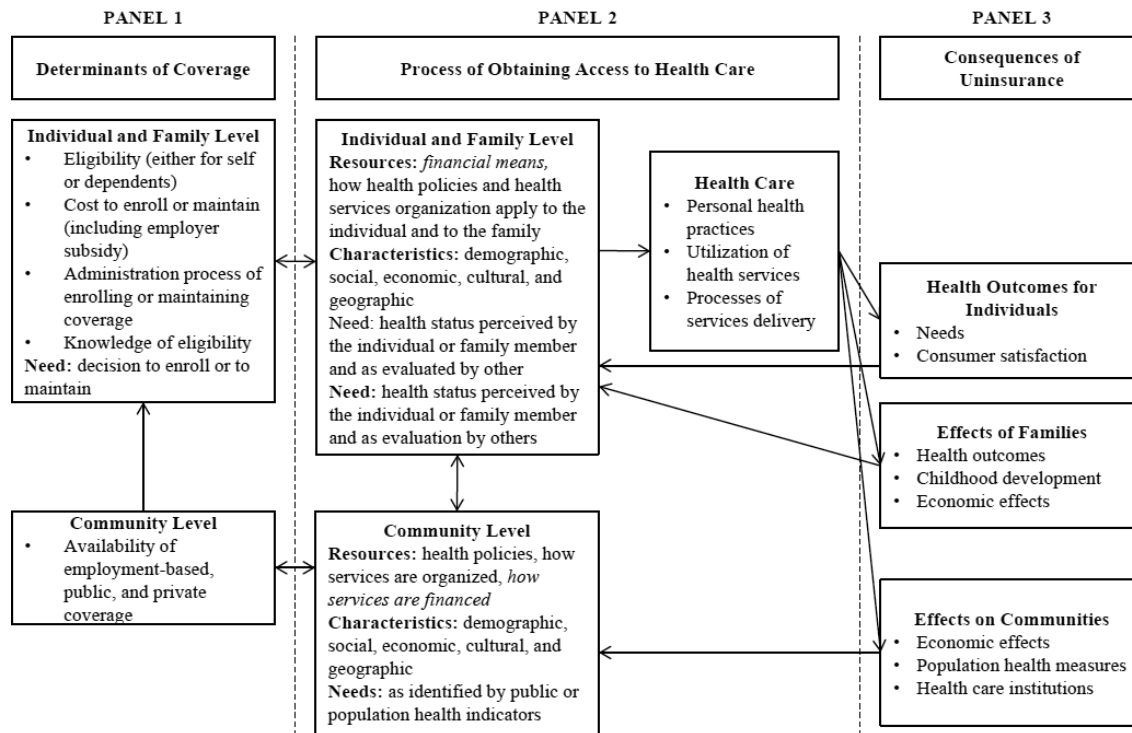 PANEL 1
PANEL 2
PANEL 3
Determinants of Coverage
Process of Obtaining Access to Health Care
Consequences of
Uninsurance
Individual and Family Level
• Eligibility (either for self
or dependents)
• Cost to enroll or maintain
(including employer
subsidy)
• Administration process of
enrolling or maintaining
coverage
• Knowledge of eligibility
Need: decision to enroll or to
maintain
Community Level
• Availability of
employment-based,
public, and private
coverage
Individual and Family Level
Resources: financial means,
how health policies and health
services organization apply to the
individual and to the family
Characteristics: demographic,
social, economic, cultural, and
geographic
Need: health status perceived by
the individual or family member
and as evaluated by other
Need: health status perceived by
the individual or family member
and as evaluation by others
Community Level
Resources: health policies, how
services are organized, how
services are financed
Characteristics: demographic,
social, economic, cultural, and
geographic
Needs: as identified by public or
population health indicators
Health Care
• Personal health
practices
• Utilization of
health services
• Processes of
services delivery
Health Outcomes for
Individuals
• Needs
• Consumer satisfaction
Effects of Families
• Health outcomes
• Childhood development
• Economic effects
Effects on Communities
• Economic effects
• Population health measures
• Health care institutions